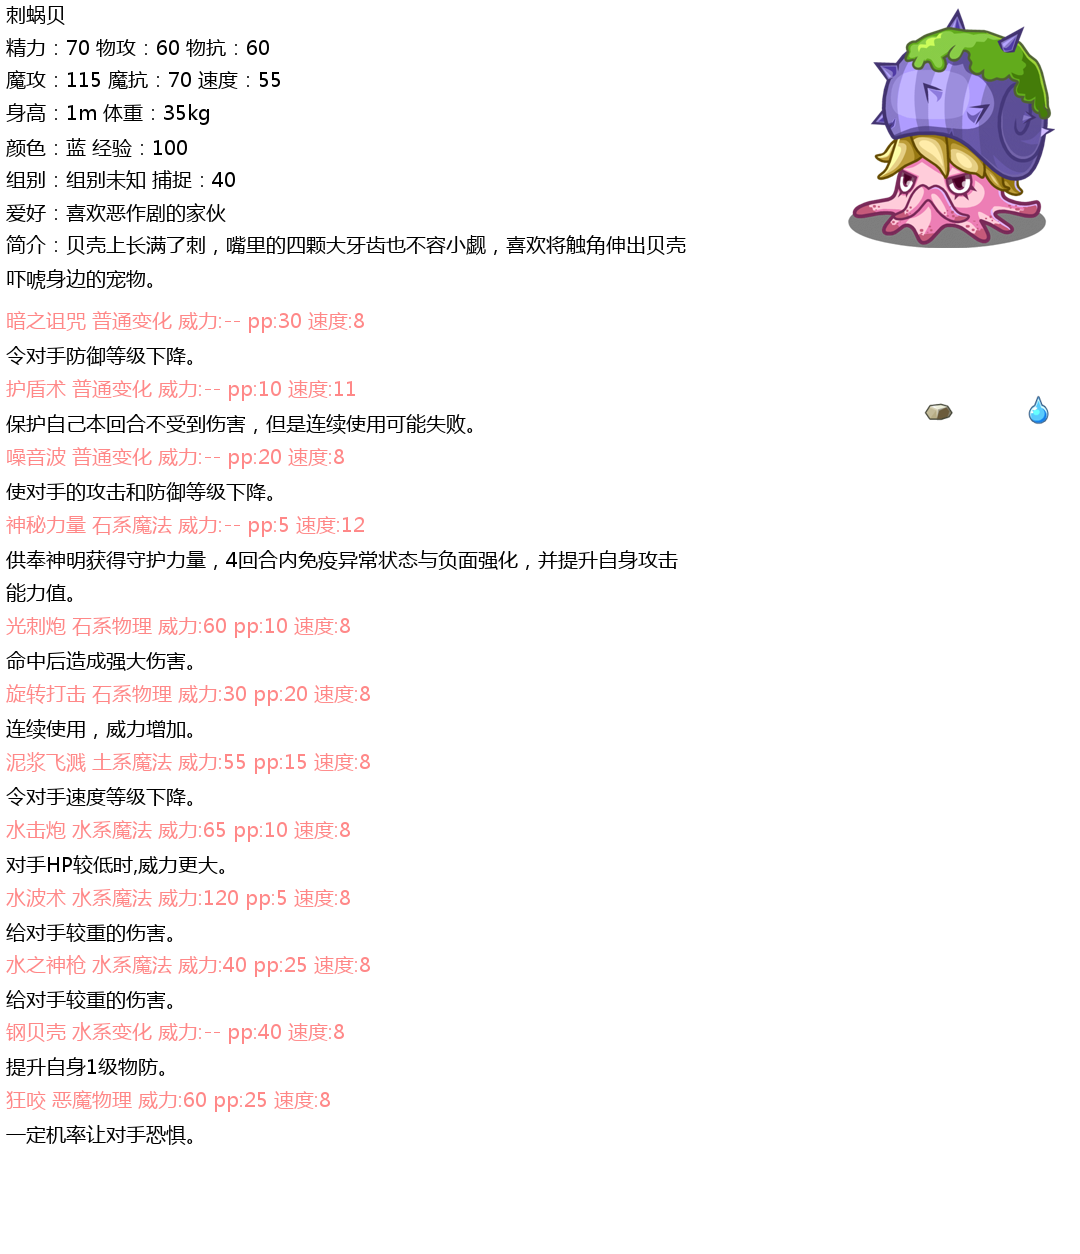 刺蜗贝
精力：70 物攻：60 物抗：60
魔攻：115 魔抗：70 速度：55
身高：1m 体重：35kg
颜色：蓝 经验：100
组别：组别未知 捕捉：40
爱好：喜欢恶作剧的家伙
简介：贝壳上长满了刺，嘴里的四颗大牙齿也不容小觑，喜欢将触角伸出贝壳
吓唬身边的宠物。
暗之诅咒 普通变化 威力:-- pp:30 速度:8
令对手防御等级下降。
护盾术 普通变化 威力:-- pp:10 速度:11
保护自己本回合不受到伤害，但是连续使用可能失败。
噪音波 普通变化 威力:-- pp:20 速度:8
使对手的攻击和防御等级下降。
神秘力量 石系魔法 威力:-- pp:5 速度:12
供奉神明获得守护力量，4回合内免疫异常状态与负面强化，并提升自身攻击
能力值。
光刺炮 石系物理 威力:60 pp:10 速度:8
命中后造成强大伤害。
旋转打击 石系物理 威力:30 pp:20 速度:8
连续使用，威力增加。
泥浆飞溅 土系魔法 威力:55 pp:15 速度:8
令对手速度等级下降。
水击炮 水系魔法 威力:65 pp:10 速度:8
对手HP较低时,威力更大。
水波术 水系魔法 威力:120 pp:5 速度:8
给对手较重的伤害。
水之神枪 水系魔法 威力:40 pp:25 速度:8
给对手较重的伤害。
钢贝壳 水系变化 威力:-- pp:40 速度:8
提升自身1级物防。
狂咬 恶魔物理 威力:60 pp:25 速度:8
一定机率让对手恐惧。